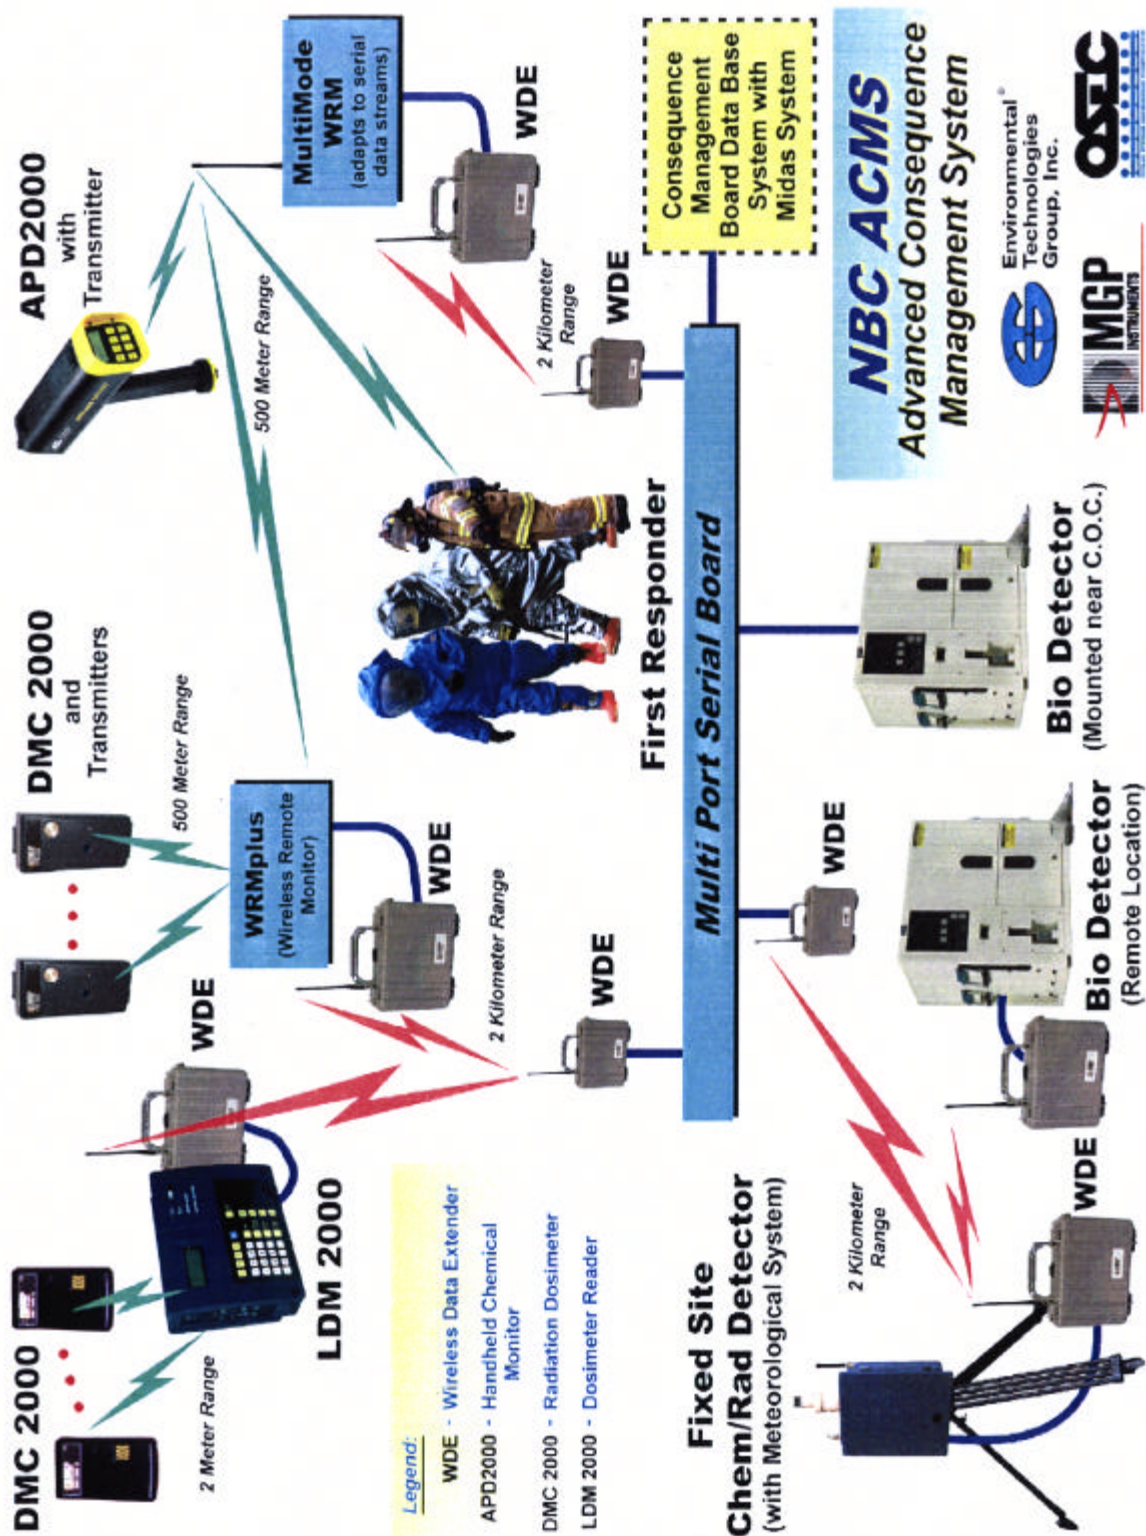 DMC 2000
2 Meter Range
LDM 2000
WDE
DMC 2000
and
Transmitters
500 Meter Range
WRMplus
(Wireless Remote
Monitor)
WDE
2 Kilometer Range
WDE
APD2000
with
Transmitter
500 Meter Range
MultiMode
WRM
(adapts to serial
data streams)
WDE
2 Kilometer
Range
WDE
First Responder
Legend:
WDE - Wireless Data Extender
APD2000 - Handheld Chemical
Monitor
DMC 2000 - Radiation Dosimeter
LDM 2000 - Dosimeter Reader
Multi Port Serial Board
Consequence
Management
Board Data Base
System with
Midas System
Fixed Site
Chem/Rad Detector
(with Meteorological System)
2 Kilometer
Range
WDE
WDE
Bio Detector
(Remote Location)
Bio Detector
(Mounted near C.O.C.)
NBC ACMS
Advanced Consequence
Management System
Environmental®
Technologies
Group, Inc.
MGP
INSTRUMENTS
OSEC